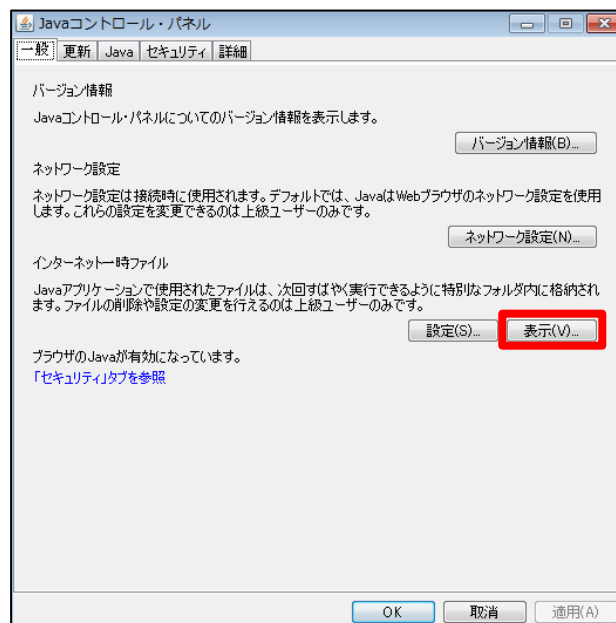 Javaコントロール・パネル
一般 更新 Java セキュリティ 詳細
バージョン情報
Javaコントロール・パネルについてのバージョン情報を表示します。
バージョン情報(B)...
ネットワーク設定
ネットワーク設定は接続時に使用されます。デフォルトでは、JavaはWebブラウザのネットワーク設定を使用
します。これらの設定を変更できるのは上級ユーザーのみです。
ネットワーク設定(N)...
インターネット一時ファイル
Javaアプリケーションで使用されたファイルは、次回すばやく実行できるように特別なフォルダ内に格納され
ます。ファイルの削除や設定の変更を行えるのは上級ユーザーのみです。
設定(S)... 表示(V)...
ブラウザのJavaが有効になっています。
「セキュリティ」タブを参照
OK 取消 適用(A)